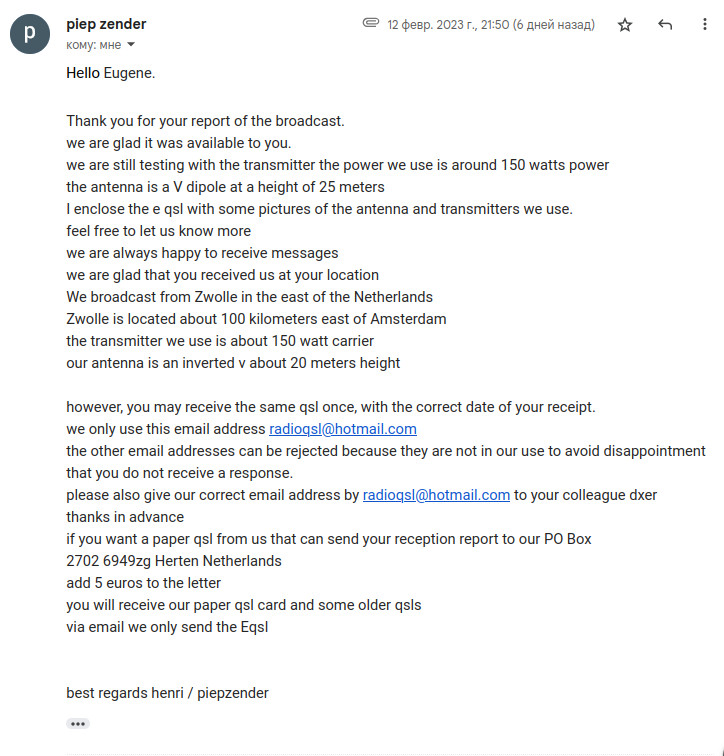 p
piep zender
12 февр. 2023 г., 21:50 (6 дней назад)
кому: мне
Hello Eugene.
Thank you for your report of the broadcast.
we are glad it was available to you.
we are still testing with the transmitter the power we use is around 150 watts power
the antenna is a V dipole at a height of 25 meters
I enclose the e qsl with some pictures of the antenna and transmitters we use.
feel free to let us know more
we are always happy to receive messages
we are glad that you received us at your location
We broadcast from Zwolle in the east of the Netherlands
Zwolle is located about 100 kilometers east of Amsterdam
the transmitter we use is about 150 watt carrier
our antenna is an inverted v about 20 meters height
however, you may receive the same qsl once, with the correct date of your receipt.
we only use this email address radioqsl@hotmail.com
the other email addresses can be rejected because they are not in our use to avoid disappointment
that you do not receive a response.
please also give our correct email address by radioqsl@hotmail.com to your colleague dxer
thanks in advance
if you want a paper qsl from us that can send your reception report to our PO Box
2702 6949zg Herten Netherlands
add 5 euros to the letter
you will receive our paper qsl card and some older qsls
via email we only send the Eqsl
best regards henri / piepzender